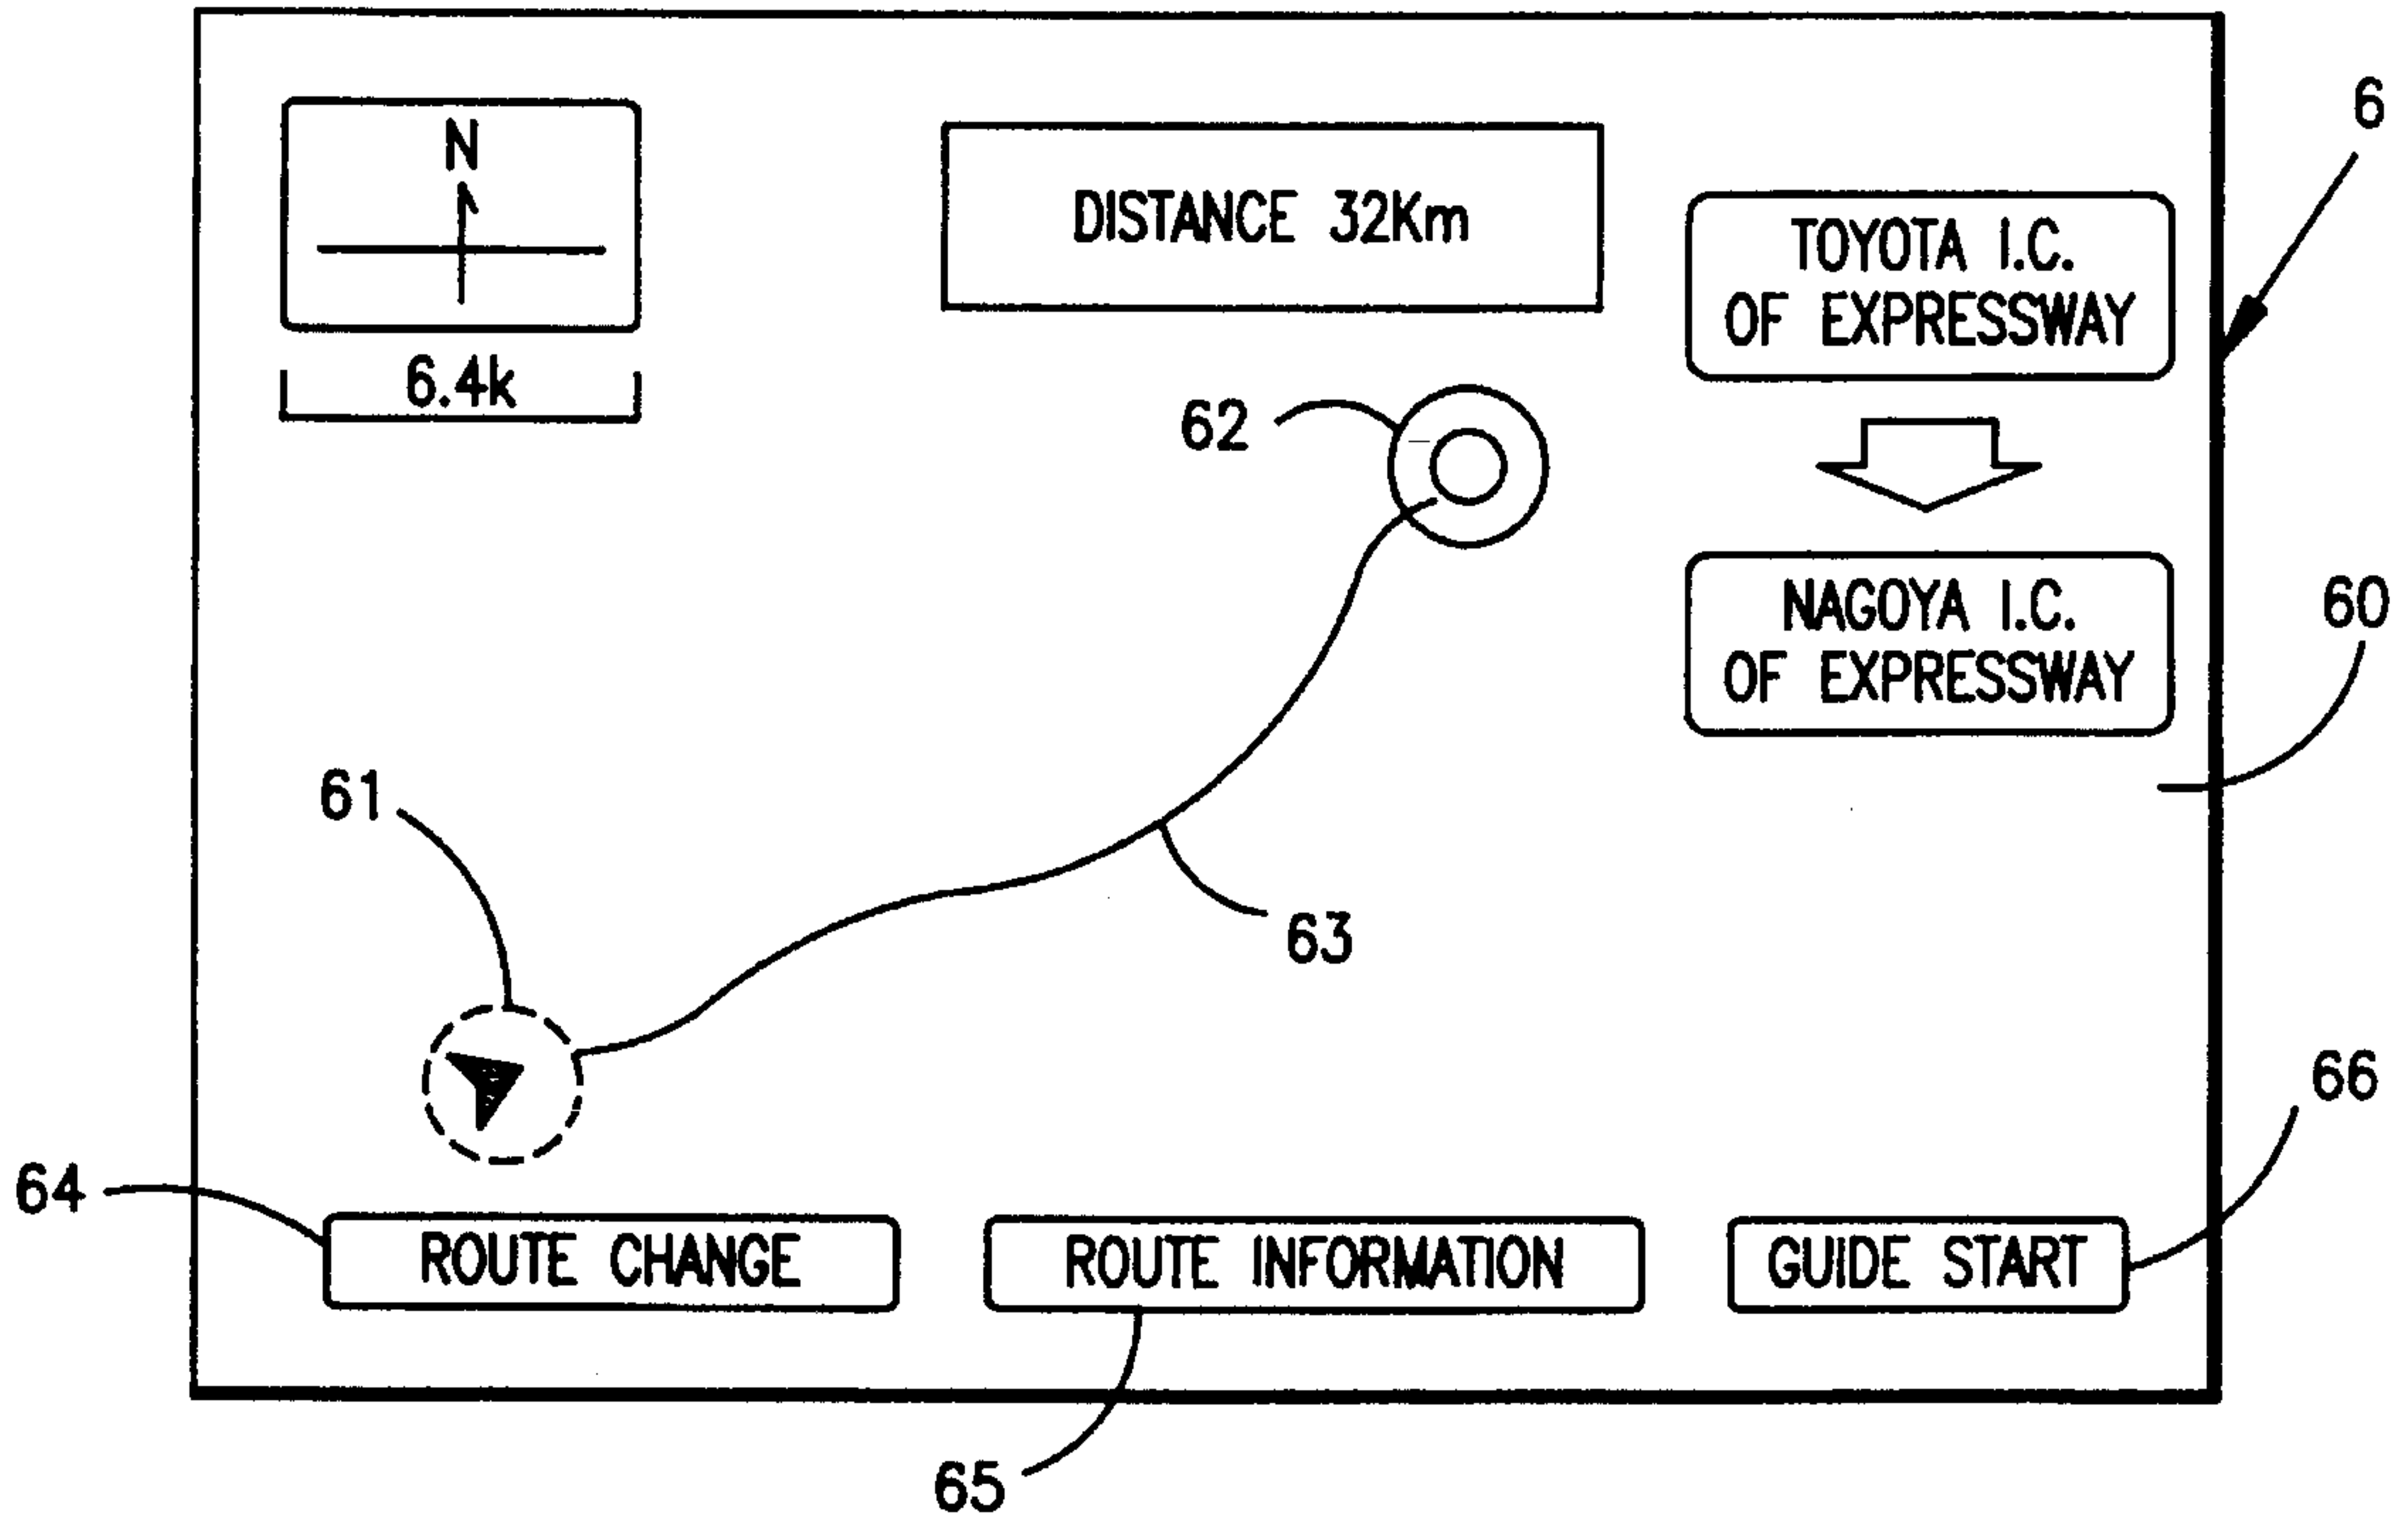 6
N
DISTANCE 32Km
TOYOTA I.C.
OF EXPRESSWAY
6.4k
62
NAGOYA I.C.
OF EXPRESSWAY
60
61
63
66
64
ROUTE CHANGE
ROUTE INFORMATION
GUIDE START
65